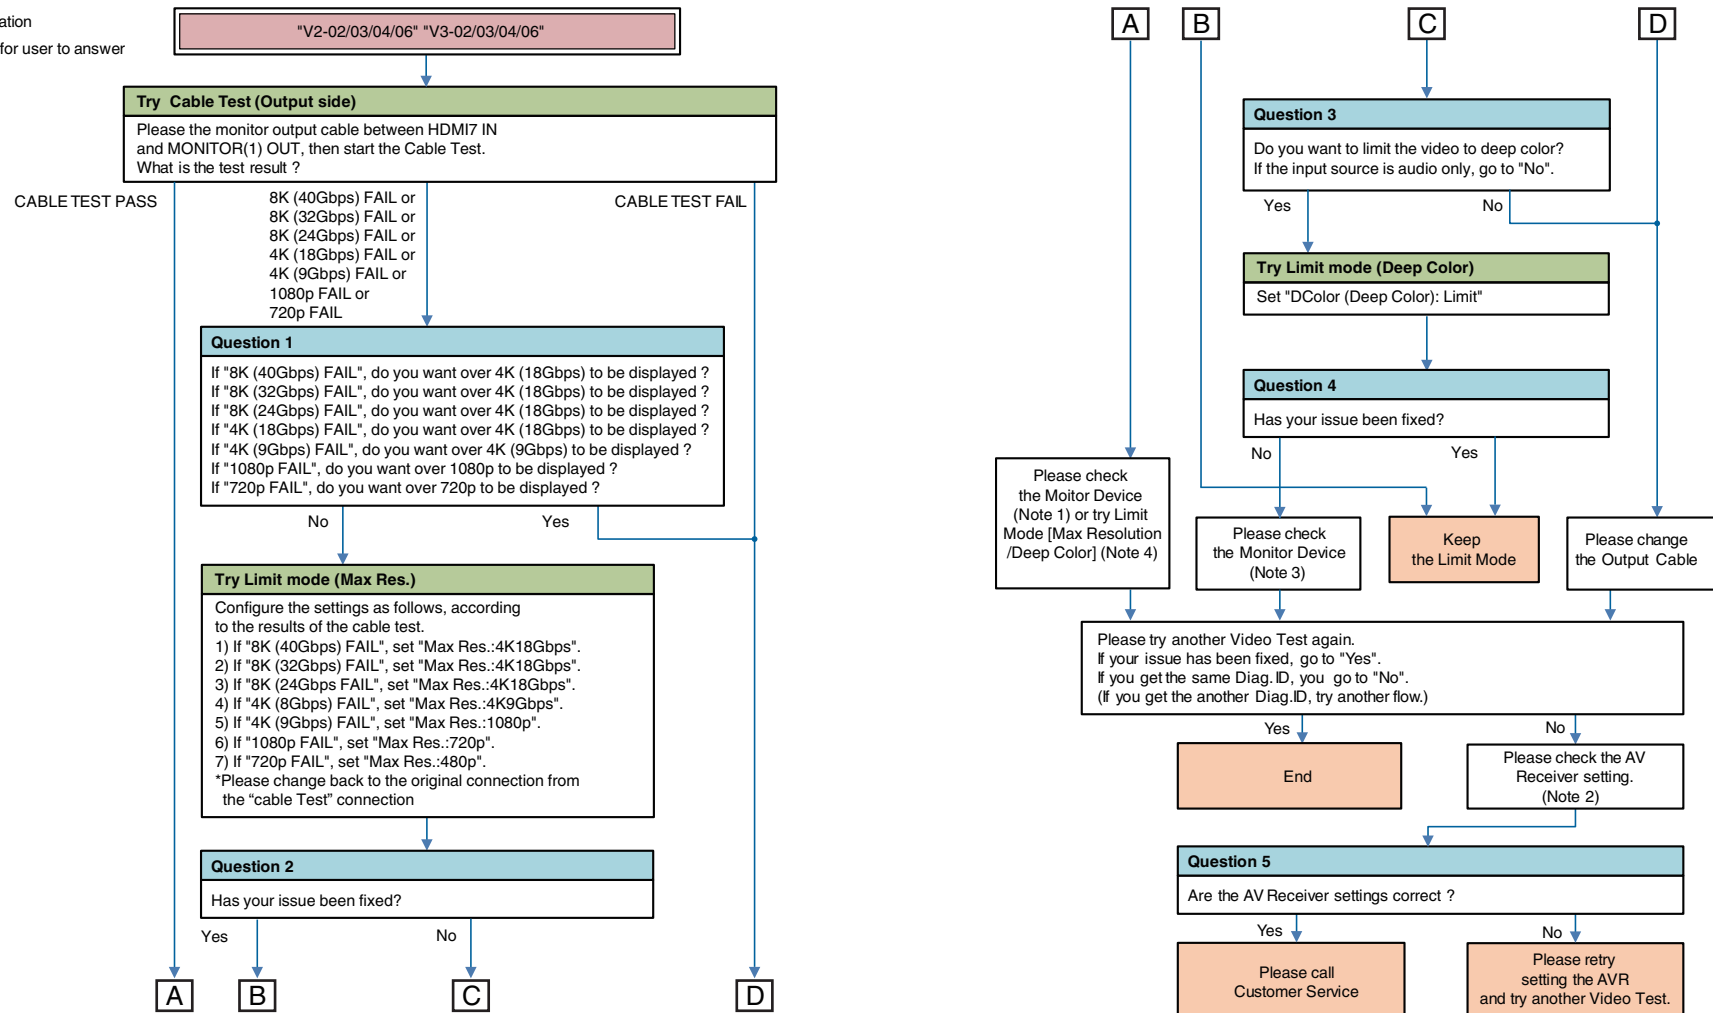 ation
for user to answer
"V2-02/03/04/06" "V3-02/03/04/06"
Try Cable Test (Output side)
Please the monitor output cable between HDMI7 IN
and MONITOR(1) OUT, then start the Cable Test.
What is the test result ?
CABLE TEST PASS
8K (40Gbps) FAIL or
8K (32Gbps) FAIL or
8K (24Gbps) FAIL or
4K (18Gbps) FAIL or
4K (9Gbps) FAIL or
1080p FAIL or
720p FAIL
CABLE TEST FAIL
Question 1
If "8K (40Gbps) FAIL", do you want over 4K (18Gbps) to be displayed ?
If "8K (32Gbps) FAIL", do you want over 4K (18Gbps) to be displayed ?
If "8K (24Gbps) FAIL", do you want over 4K (18Gbps) to be displayed ?
If "4K (18Gbps) FAIL", do you want over 4K (18Gbps) to be displayed ?
If "4K (9Gbps) FAIL", do you want over 4K (9Gbps) to be displayed ?
If "1080p FAIL", do you want over 1080p to be displayed ?
If "720p FAIL", do you want over 720p to be displayed ?
No
Yes
Try Limit mode (Max Res.)
Configure the settings as follows, according
to the results of the cable test.
1) If "8K (40Gbps) FAIL", set "Max Res.:4K18Gbps".
2) If "8K (32Gbps) FAIL", set "Max Res.:4K18Gbps".
3) If "8K (24Gbps FAIL", set "Max Res.:4K18Gbps".
4) If "4K (8Gbps) FAIL", set "Max Res.:4K9Gbps".
5) If "4K (9Gbps) FAIL", set "Max Res.:1080p".
6) If "1080p FAIL", set "Max Res.:720p".
7) If "720p FAIL", set "Max Res.:480p".
*Please change back to the original connection from
the “cable Test” connection
Question 2
Has your issue been fixed?
Yes
No
A
B
C
D
A
B
C
D
Question 3
Do you want to limit the video to deep color?
If the input source is audio only, go to "No".
Yes
No
Try Limit mode (Deep Color)
Set "DColor (Deep Color): Limit"
Question 4
Has your issue been fixed?
No
Yes
Please check
the Moitor Device
(Note 1) or try Limit
Mode [Max Resolution
/Deep Color] (Note 4)
Please check
the Monitor Device
(Note 3)
Keep
the Limit Mode
Please change
the Output Cable
Please try another Video Test again.
If your issue has been fixed, go to "Yes".
If you get the same Diag.ID, you go to "No".
(If you get the another Diag.ID, try another flow.)
Yes
No
End
Please check the AV
Receiver setting.
(Note 2)
Question 5
Are the AV Receiver settings correct ?
Yes
No
Please call
Customer Service
Please retry
setting the AVR
and try another Video Test.